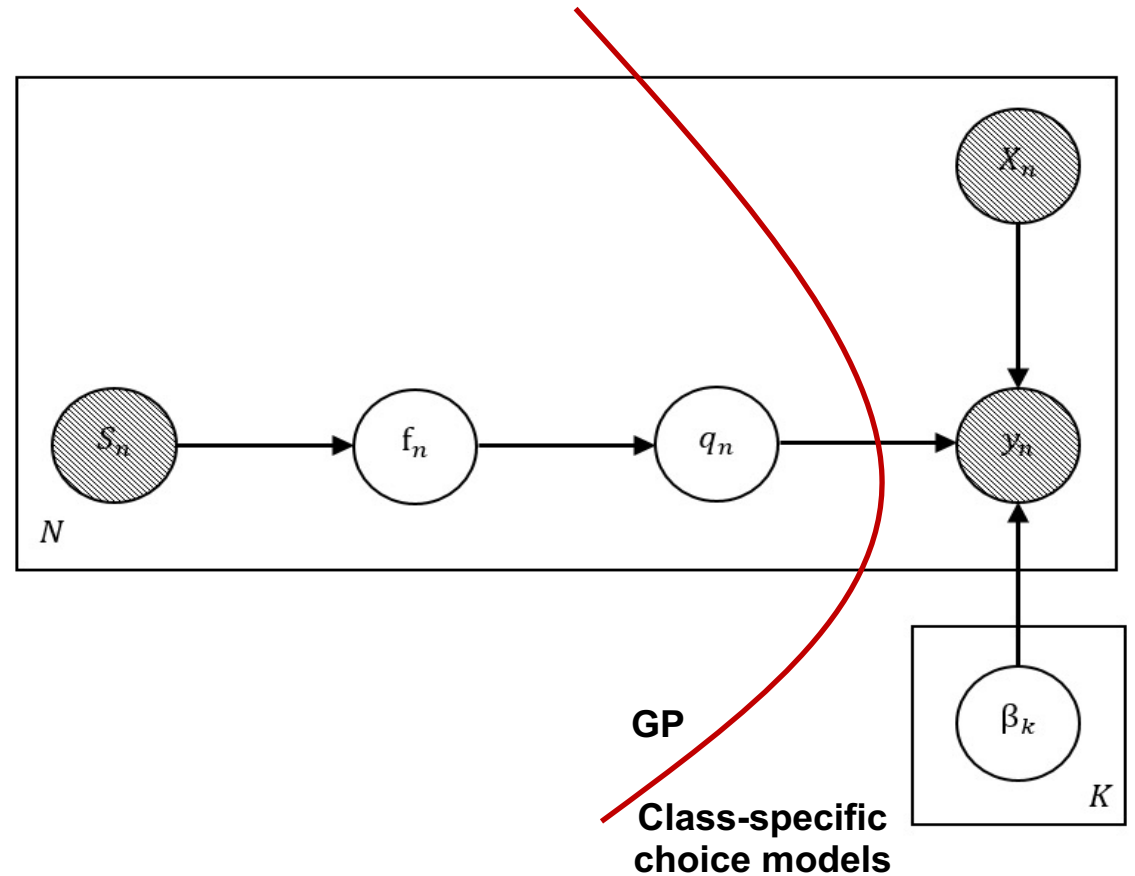 Xₙ
Sₙ
fₙ
qₙ
yₙ
N
βₖ
K
GP
Class-specific
choice models